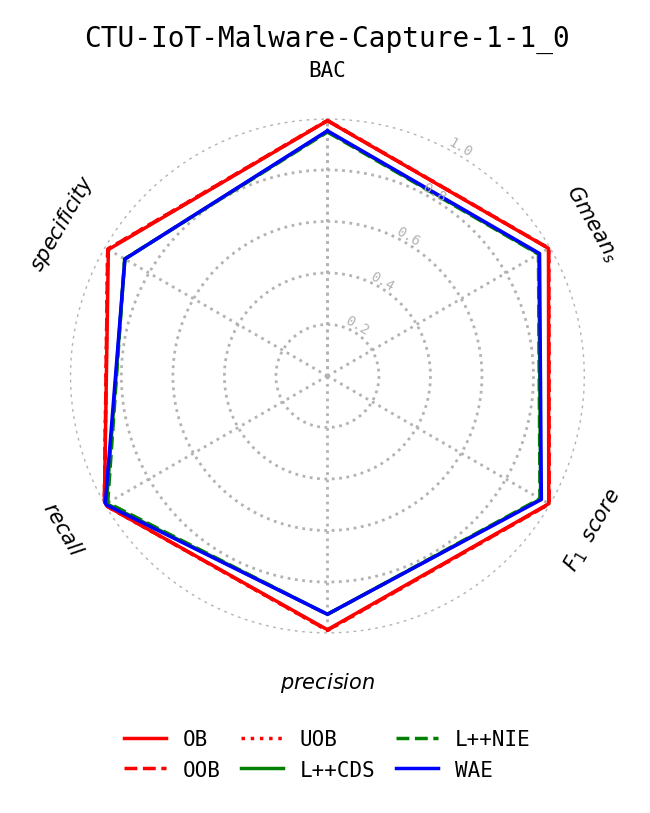 CTU-IoT-Malware-Capture-1-1_0
BAC
1.0
0.8
0.6
0.4
0.2
specificity
Gmeanₛ
recall
F₁ score
precision
OB UOB L++NIE
OOB L++CDS WAE